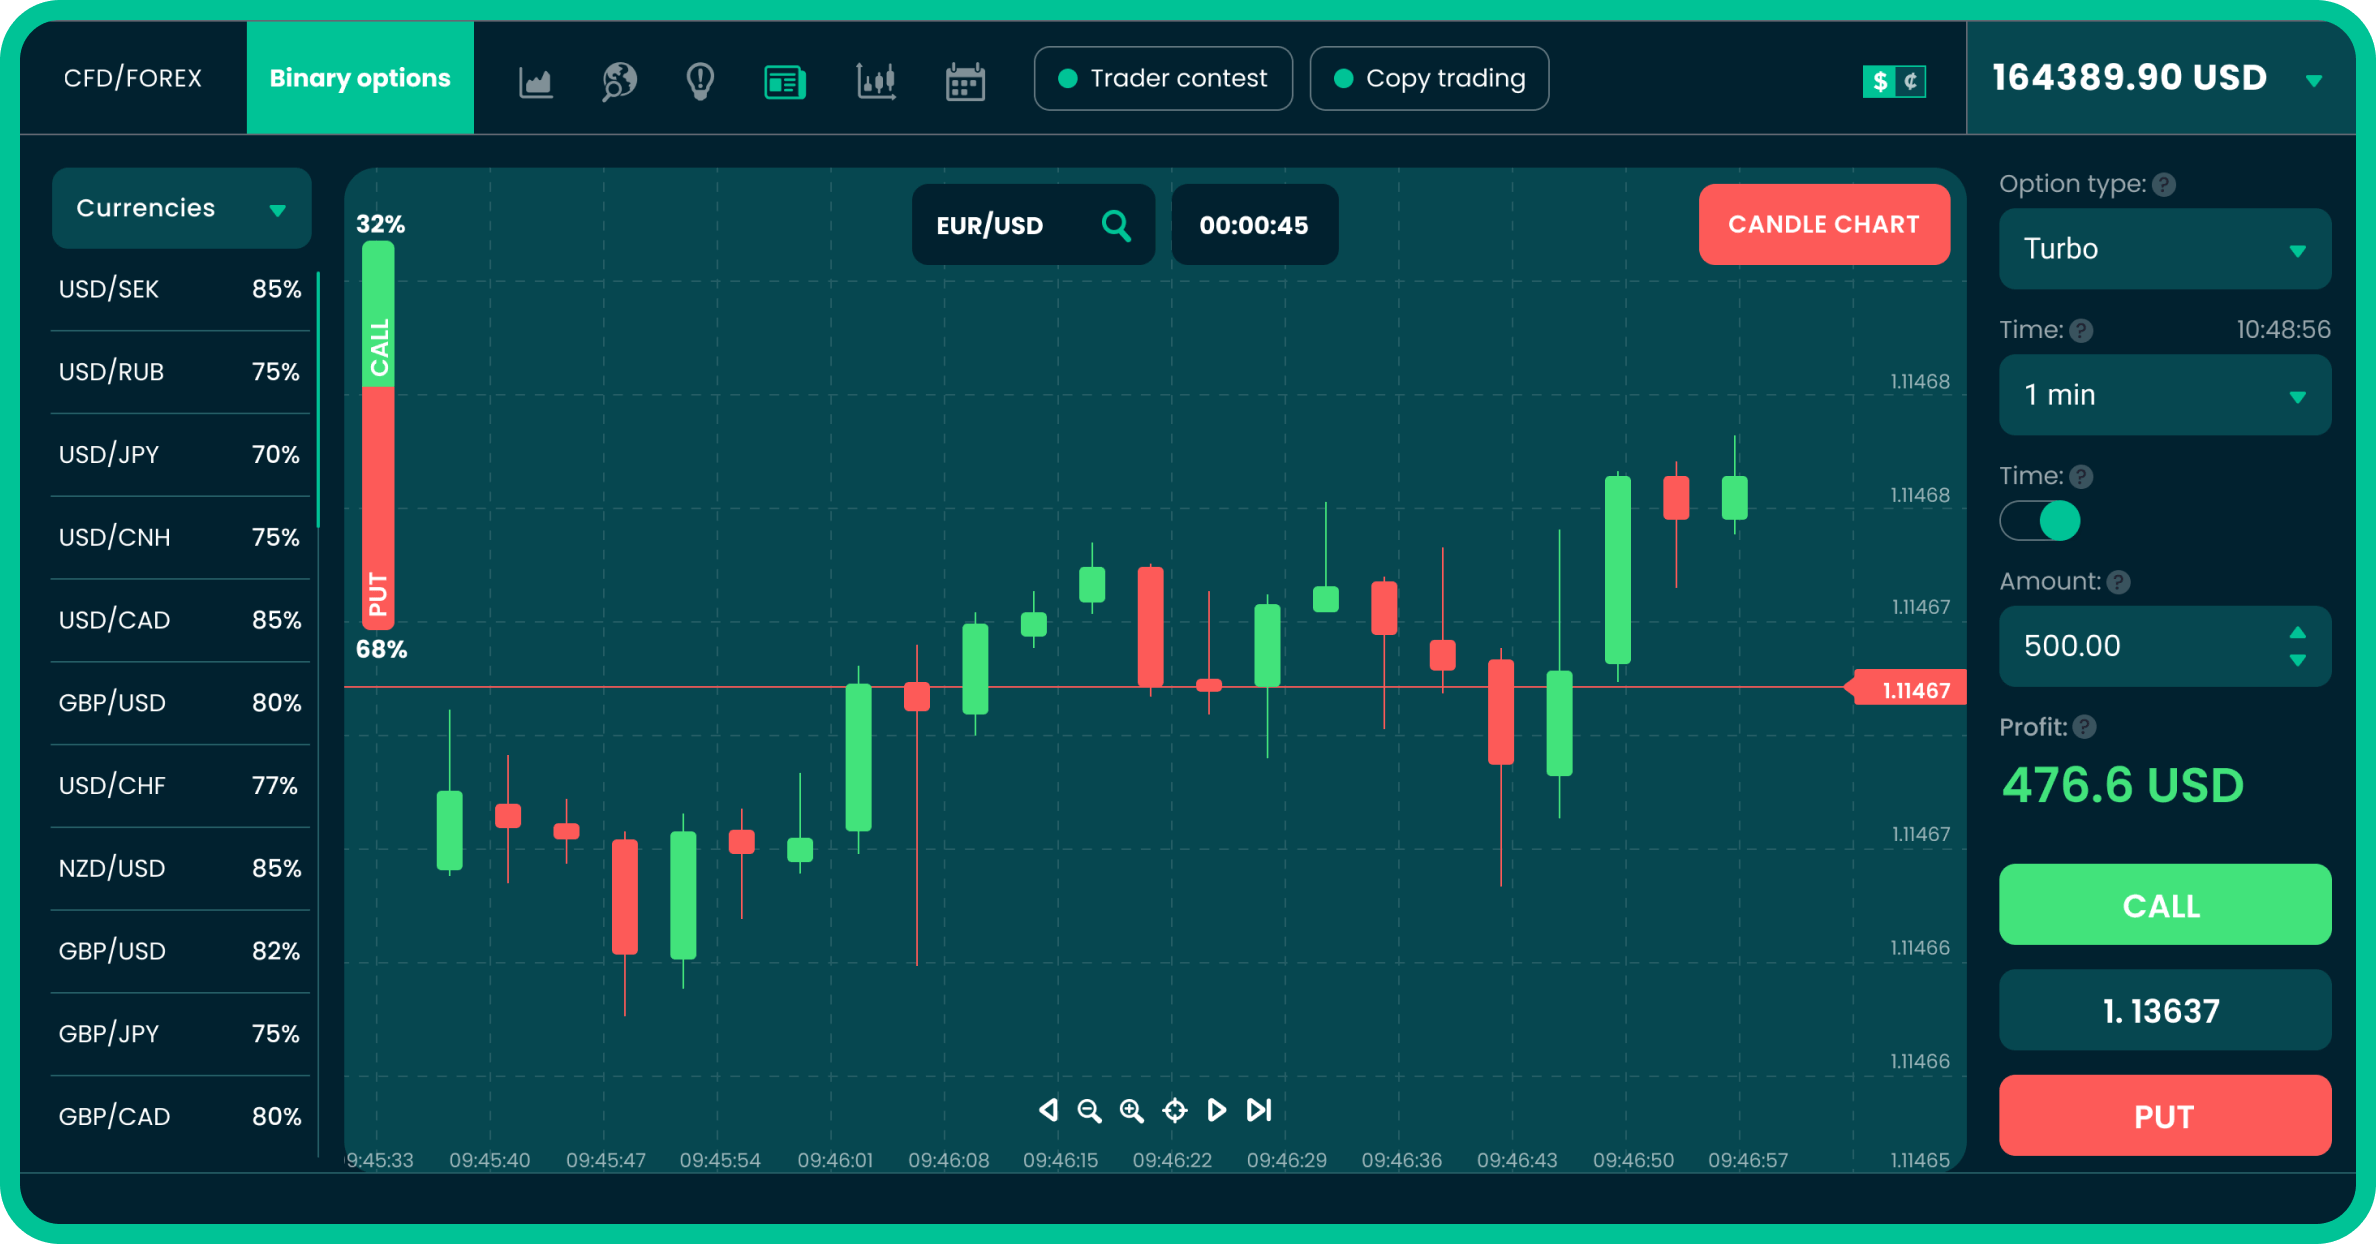 CFD/FOREX
Binary options
Trader contest
Copy trading
$ ¢
164389.90 USD
Currencies
USD/SEK 85%
USD/RUB 75%
USD/JPY 70%
USD/CNH 75%
USD/CAD 85%
GBP/USD 80%
USD/CHF 77%
NZD/USD 85%
GBP/USD 82%
GBP/JPY 75%
GBP/CAD 80%
32%
CALL
PUT
68%
EUR/USD
00:00:45
CANDLE CHART
1.11468
1.11468
1.11467
1.11467
1.11467
1.11466
1.11466
1.11465
9:45:33 09:45:40 09:45:47 09:45:54 09:46:01 09:46:08 09:46:15 09:46:22 09:46:29 09:46:36 09:46:43 09:46:50 09:46:57
Option type: ?
Turbo
Time: ? 10:48:56
1 min
Time: ?
Amount: ?
500.00
Profit: ?
476.6 USD
CALL
1. 13637
PUT